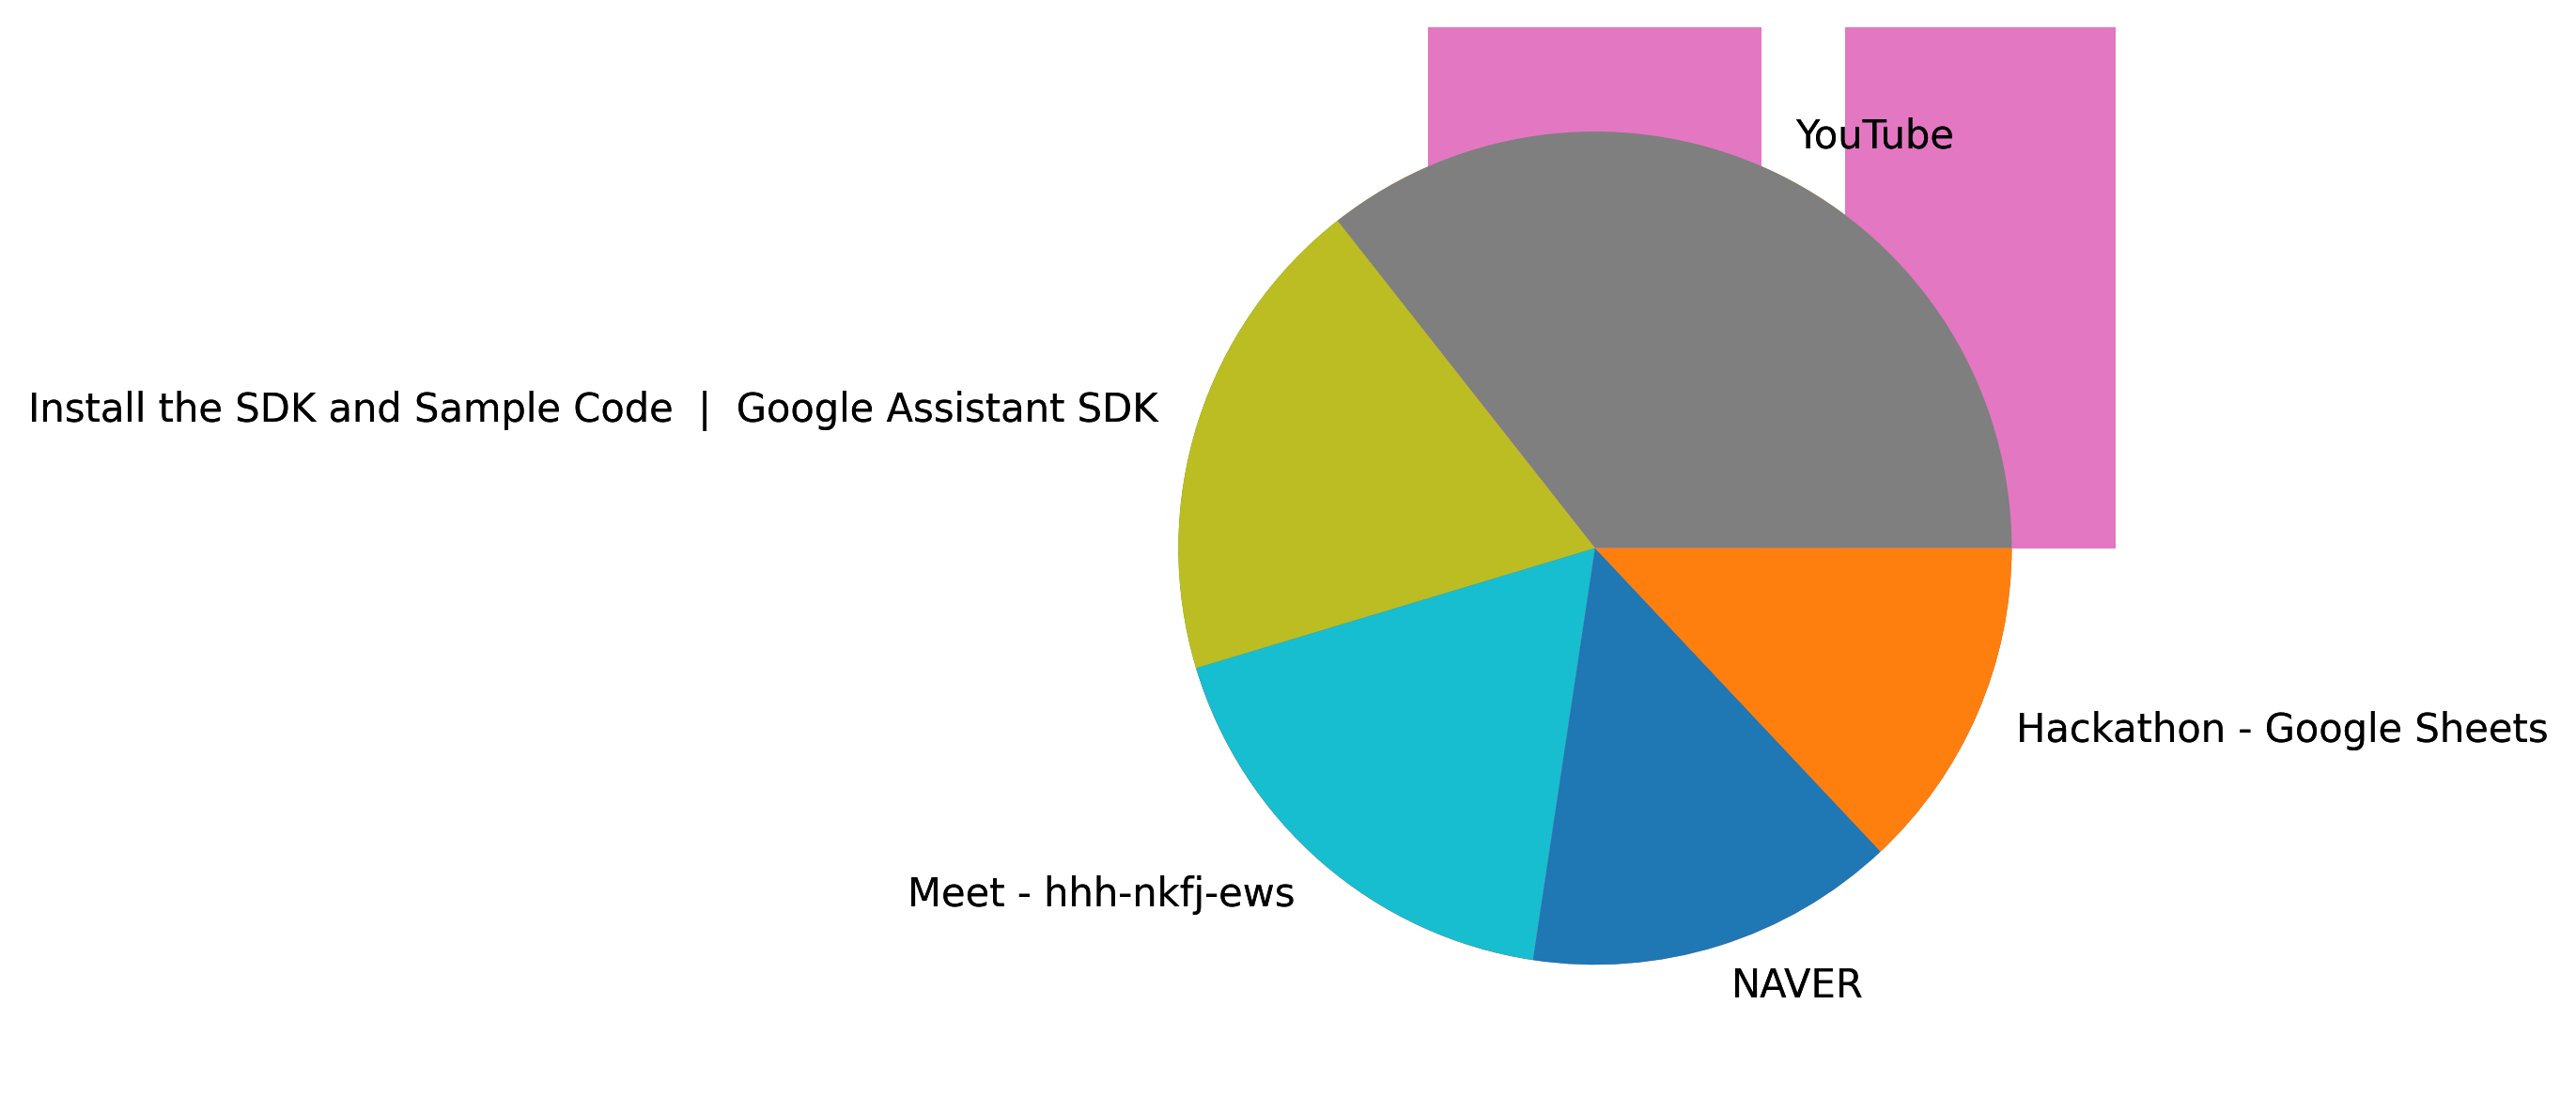 YouTube
Install the SDK and Sample Code | Google Assistant SDK
Hackathon - Google Sheets
Meet - hhh-nkfj-ews
NAVER